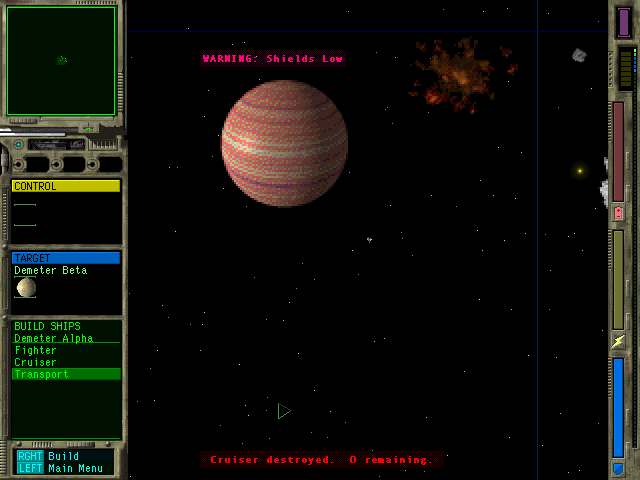 WARNING: Shields Low
CONTROL
TARGET
Demeter Beta
BUILD SHIPS
Demeter Alpha
Fighter
Cruiser
Transport
RGHT Build
LEFT Main Menu
Cruiser destroyed. 0 remaining.